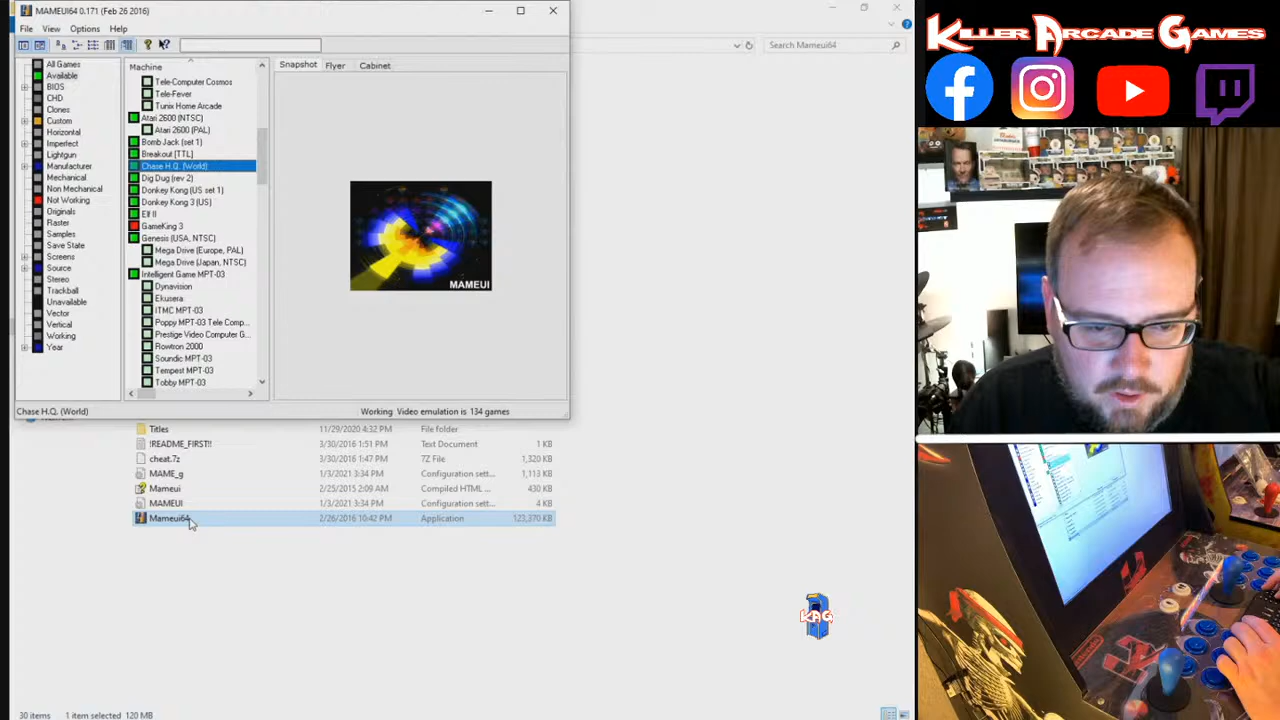 MAMEUI64 0.171 (Feb 26 2016)
File View Options Help
Search Mameui64
All Games
Available
BIOS
CHD
Clones
Custom
Horizontal
Imperfect
Lightgun
Manufacturer
Mechanical
Non Mechanical
Not Working
Originals
Raster
Samples
Save State
Screens
Source
Stereo
Trackball
Unavailable
Vector
Vertical
Working
Year
Machine
Tele-Computer Cosmos
Tele-Fever
Tunix Home Arcade
Atari 2600 (NTSC)
Atari 2600 (PAL)
Bomb Jack (set 1)
Breakout [TTL]
Chase H.Q. (World)
Dig Dug (rev 2)
Donkey Kong (US set 1)
Donkey Kong 3 (US)
Elf II
GameKing 3
Genesis (USA, NTSC)
Mega Drive (Europe, PAL)
Mega Drive (Japan, NTSC)
Intelligent Game MPT-03
Dynavision
Ekusera
ITMC MPT-03
Poppy MPT-03 Tele Comp...
Prestige Video Computer G...
Rowtron 2000
Soundic MPT-03
Tempest MPT-03
Tobby MPT-03
Snapshot Flyer Cabinet
MAMEUI
Chase H.Q. (World)
Working Video emulation is 134 games
Titles 11/29/2020 4:32 PM File folder
!README_FIRST!! 3/30/2016 1:51 PM Text Document 1 KB
cheat.7z 3/30/2016 1:47 PM 7Z File 1,320 KB
MAME_g 1/3/2021 3:34 PM Configuration sett... 1,113 KB
Mameui 2/25/2015 2:09 AM Compiled HTML ... 430 KB
MAMEUI 1/3/2021 3:34 PM Configuration sett... 4 KB
Mameui64 2/26/2016 10:42 PM Application 123,370 KB
30 items 1 item selected 120 MB
KAG
KILLER ARCADE GAMES